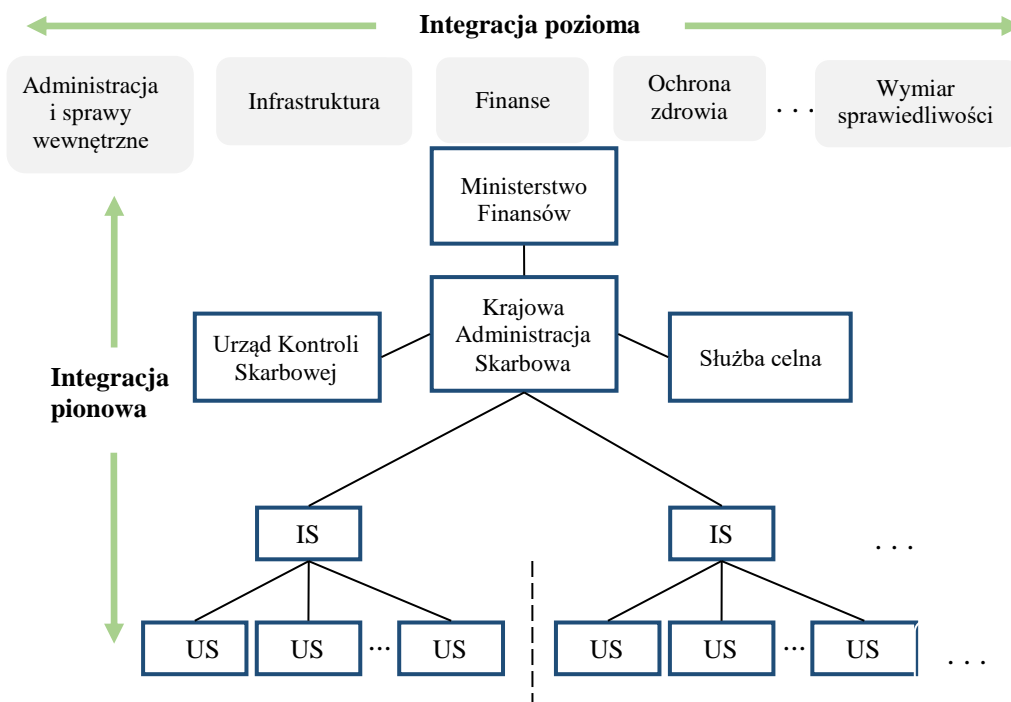 Integracja pozioma
Administracja
i sprawy
wewnętrzne
Infrastruktura
Finanse
Ochrona
zdrowia
. . .
Wymiar
sprawiedliwości
Ministerstwo
Finansów
Krajowa
Administracja
Skarbowa
Urząd Kontroli
Skarbowej
Służba celna
Integracja
pionowa
IS
IS
. . .
US
US
...
US
US
US
...
US
. . .